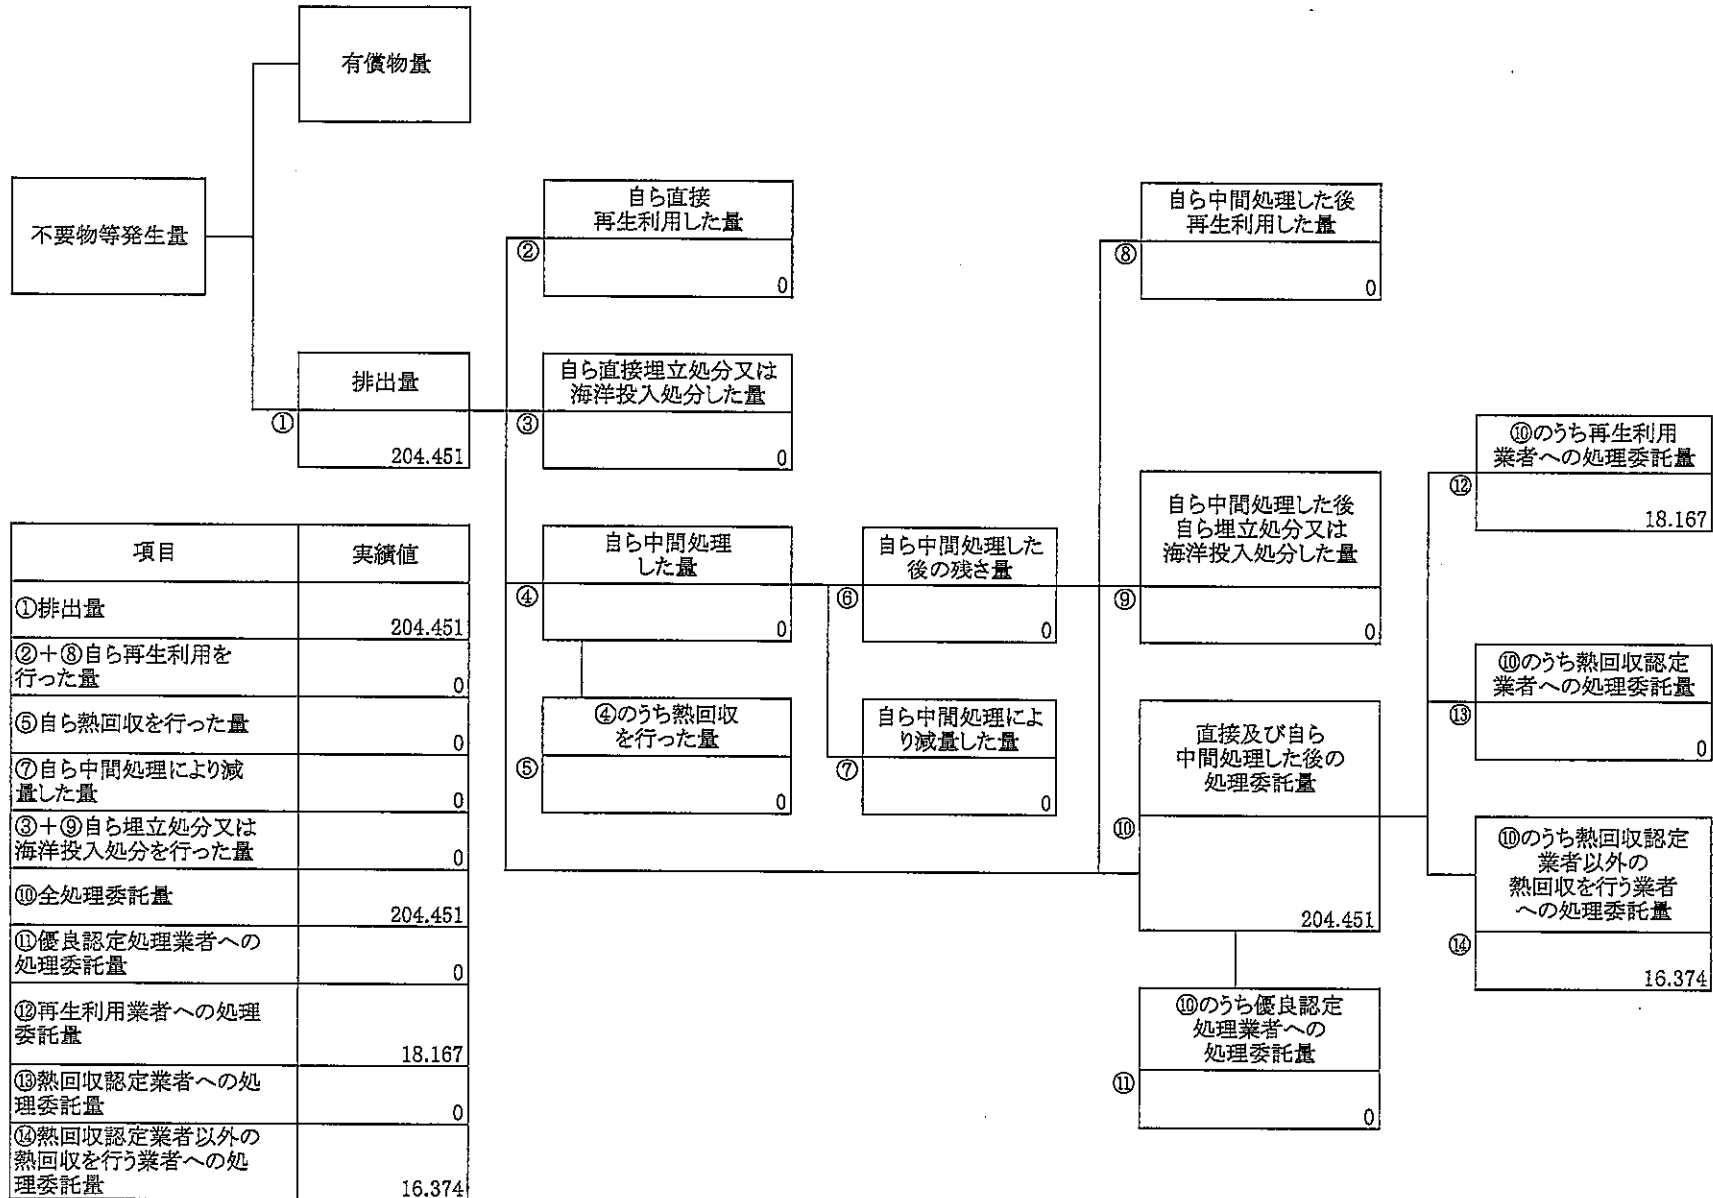 有償物量
不要物等発生量
排出量
①
204.451
自ら直接
再生利用した量
②
0
自ら直接埋立処分又は
海洋投入処分した量
③
0
自ら中間処理
した量
④
0
④のうち熱回収
を行った量
⑤
0
自ら中間処理した
後の残さ量
⑥
0
自ら中間処理によ
り減量した量
⑦
0
自ら中間処理した後
再生利用した量
⑧
0
自ら中間処理した後
自ら埋立処分又は
海洋投入処分した量
⑨
0
直接及び自ら
中間処理した後の
処理委託量
⑩
204.451
⑩のうち優良認定
処理業者への
処理委託量
⑪
0
⑩のうち再生利用
業者への処理委託量
⑫
18.167
⑩のうち熱回収認定
業者への処理委託量
⑬
0
⑩のうち熱回収認定
業者以外の
熱回収を行う業者
への処理委託量
⑭
16.374
項目 実績値
①排出量
204.451
②＋⑧自ら再生利用を
行った量
0
⑤自ら熱回収を行った量
0
⑦自ら中間処理により減
量した量
0
③＋⑨自ら埋立処分又は
海洋投入処分を行った量
0
⑩全処理委託量
204.451
⑪優良認定処理業者への
処理委託量
0
⑫再生利用業者への処理
委託量
18.167
⑬熱回収認定業者への処
理委託量
0
⑭熱回収認定業者以外の
熱回収を行う業者への処
理委託量
16.374